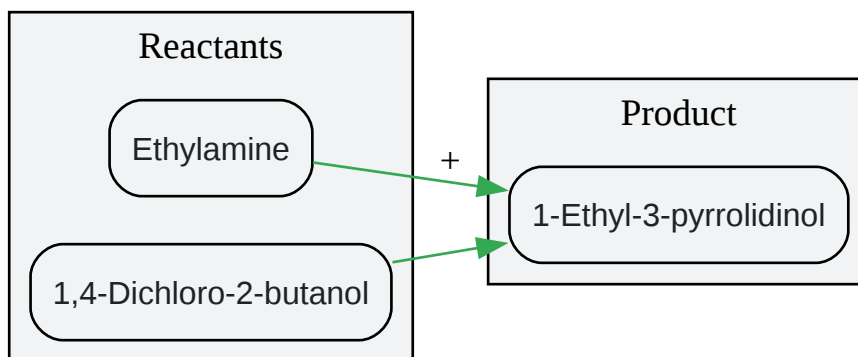 Reactants
Ethylamine
1,4-Dichloro-2-butanol
+
Product
1-Ethyl-3-pyrrolidinol